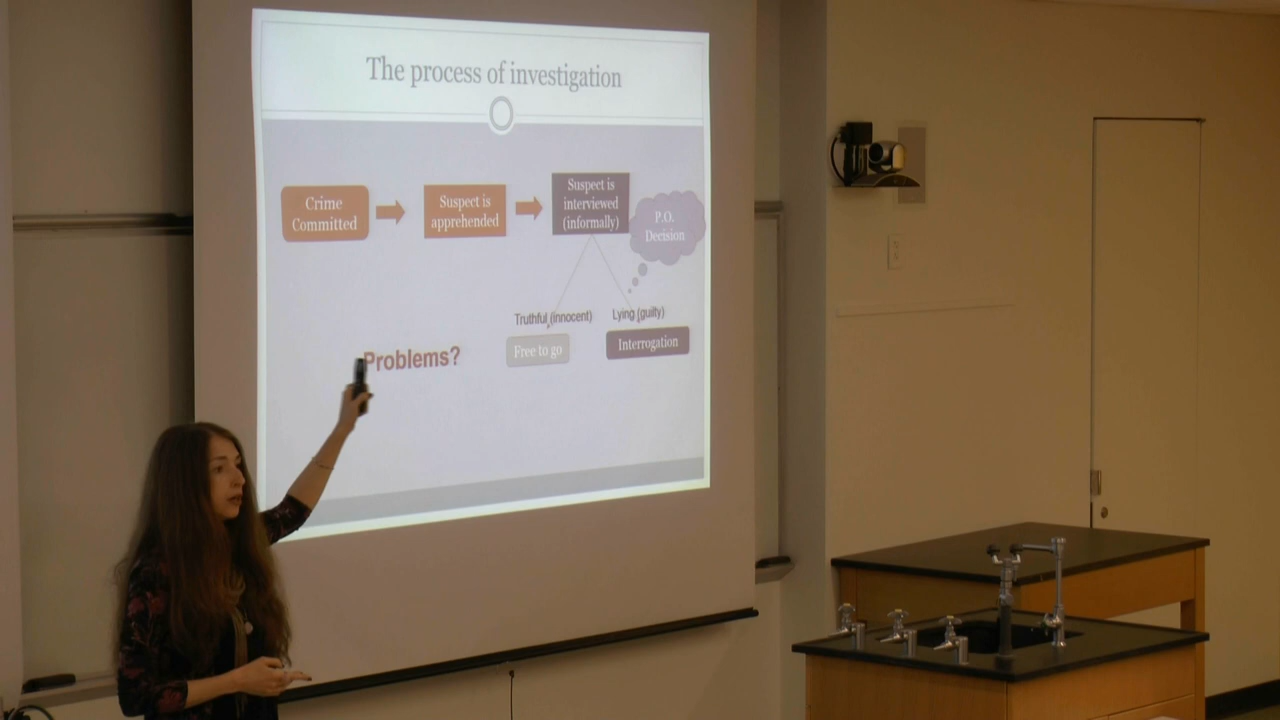 The process of investigation
Crime
Committed
Suspect is
apprehended
Suspect is
interviewed
(informally)
P.O.
Decision
Truthful (innocent)
Lying (guilty)
Free to go
Interrogation
Problems?